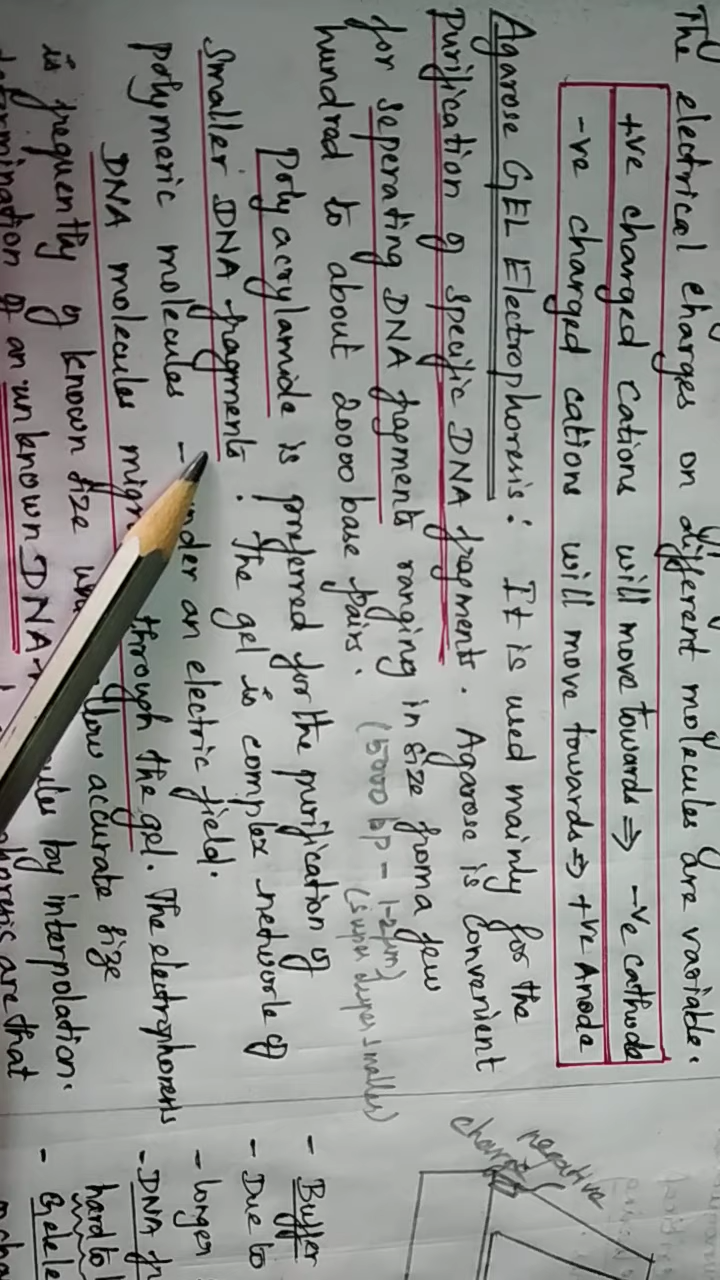 The electrical charges on different molecules are variable.
+ve charged cations will move towards ⇒ -ve cathode
-ve charged cations will move towards ⇒ +ve Anode
Agarose GEL Electrophoresis: It is used mainly for the
Purification of specific DNA fragments. Agarose is convenient
for seperating DNA fragments ranging in size from a few
hundred to about 20000 base pairs. (5000 bp - 1-2µm)
smaller)
Polyacrylamide is preferred for the purification of
smaller DNA fragments. The gel is complex network of
polymeric molecules - under an electric field.
DNA molecules through the gel. The electrophoresis
is frequently of known size allow accurate size
determination of an unknown DNA by interpolation.
are that
negative
charge
- Buffer
- Due to
- longer
- DNA
hard to